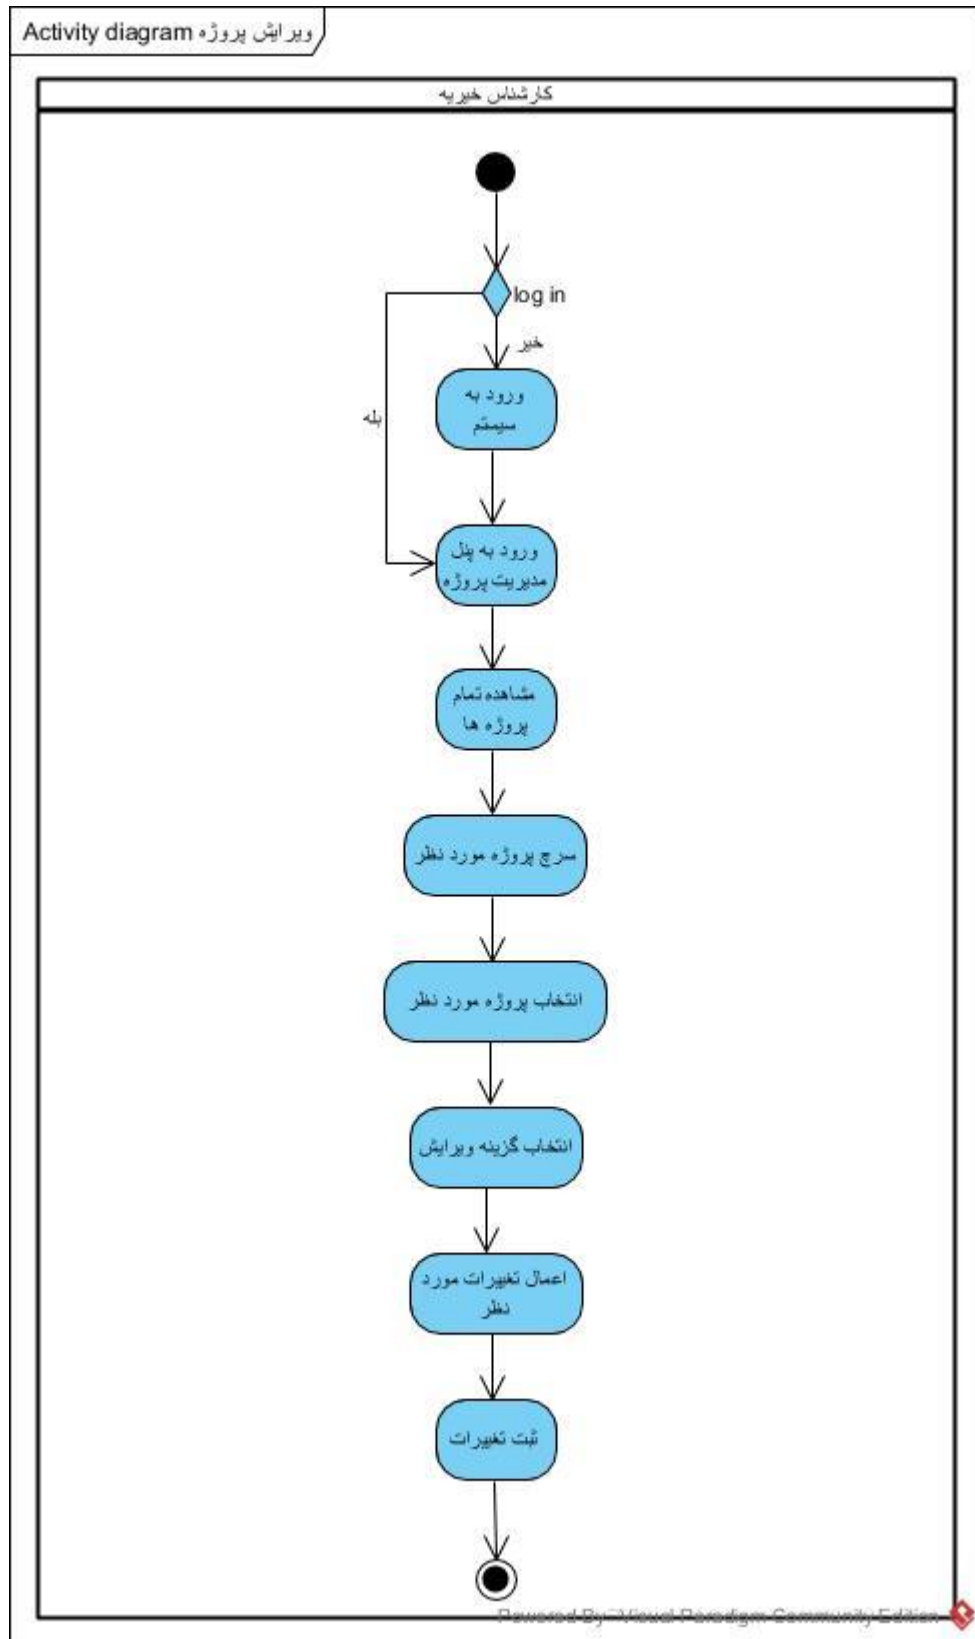 Activity diagram ویرایش پروژه
کارشناس خیریه
log in
خیر
بله
ورود به
سیستم
ورود به پنل
مدیریت پروژه
مشاهده تمام
پروژه ها
سرچ پروژه مورد نظر
انتخاب پروژه مورد نظر
انتخاب گزینه ویرایش
اعمال تغییرات مورد
نظر
ثبت تغییرات
Powered By Visual Paradigm Community Edition